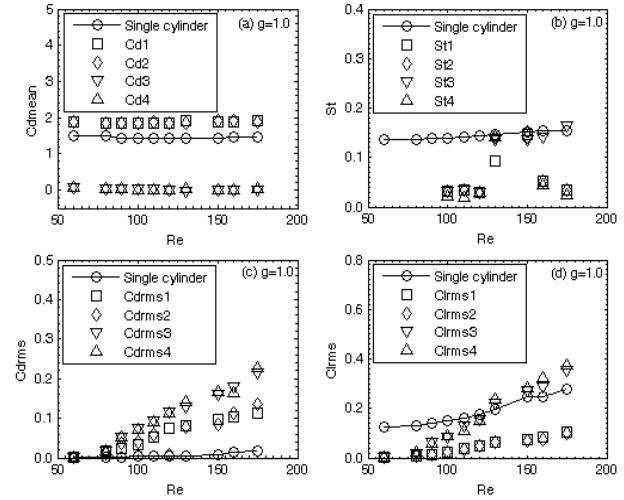 (a) g=1.0
Single cylinder
Cd1
Cd2
Cd3
Cd4
Cdmean
5
4
3
2
1
0
50
100
150
200
Re
(b) g=1.0
Single cylinder
St1
St2
St3
St4
St
0.4
0.3
0.2
0.1
0.0
50
100
150
200
Re
(c) g=1.0
Single cylinder
Cdrms1
Cdrms2
Cdrms3
Cdrms4
Cdrms
0.5
0.4
0.3
0.2
0.1
0.0
50
100
150
200
Re
(d) g=1.0
Single cylinder
Clrms1
Clrms2
Clrms3
Clrms4
Clrms
0.8
0.6
0.4
0.2
0.0
50
100
150
200
Re